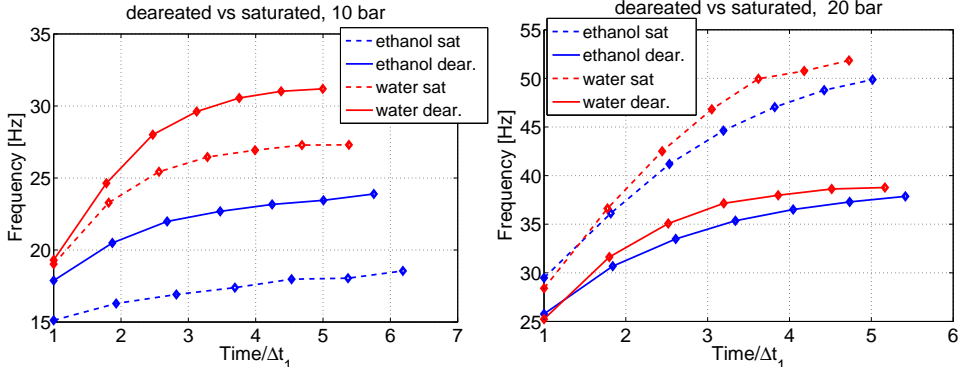 deareated vs saturated, 10 bar
35
30
25
20
15
Frequency [Hz]
1 2 3 4 5 6 7
Time/Δt1
ethanol sat
ethanol dear.
water sat
water dear.
deareated vs saturated, 20 bar
55
50
45
40
35
30
25
Frequency [Hz]
1 2 3 4 5 6
Time/Δt1
ethanol sat
ethanol dear.
water sat
water dear.